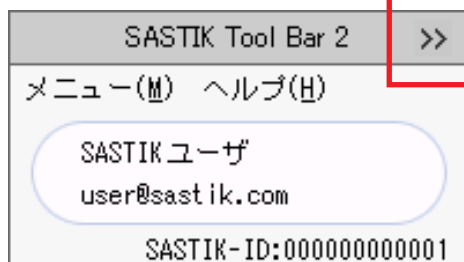 SASTIK Tool Bar 2 >>
メニュー(M) ヘルプ(H)
SASTIKユーザ
user@sastik.com
SASTIK-ID:000000000001